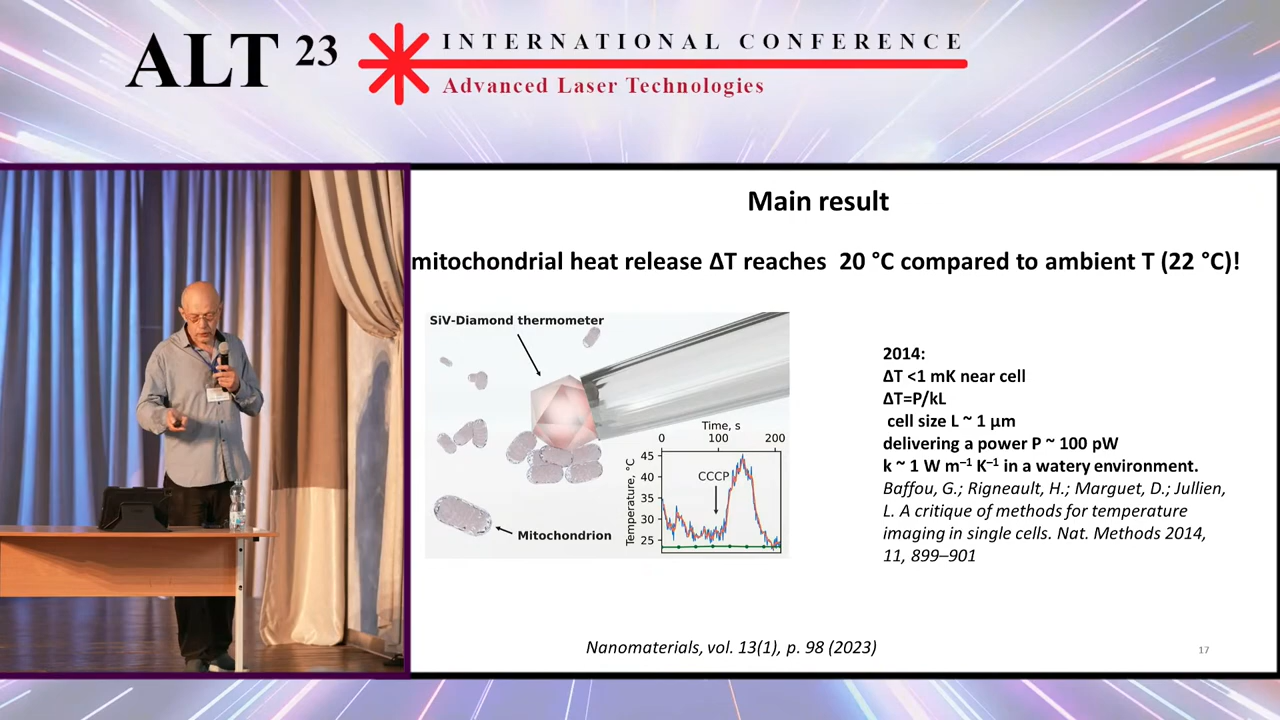 ALT 23
INTERNATIONAL CONFERENCE
Advanced Laser Technologies
Main result
mitochondrial heat release ΔT reaches 20 °C compared to ambient T (22 °C)!
SiV-Diamond thermometer
Time, s
0 100 200
45
40
35
30
25
Temperature, °C
CCCP
Mitochondrion
2014:
ΔT <1 mK near cell
ΔT=P/kL
cell size L ~ 1 μm
delivering a power P ~ 100 pW
k ~ 1 W m⁻¹ K⁻¹ in a watery environment.
Baffou, G.; Rigneault, H.; Marguet, D.; Jullien,
L. A critique of methods for temperature
imaging in single cells. Nat. Methods 2014,
11, 899–901
Nanomaterials, vol. 13(1), p. 98 (2023)
17